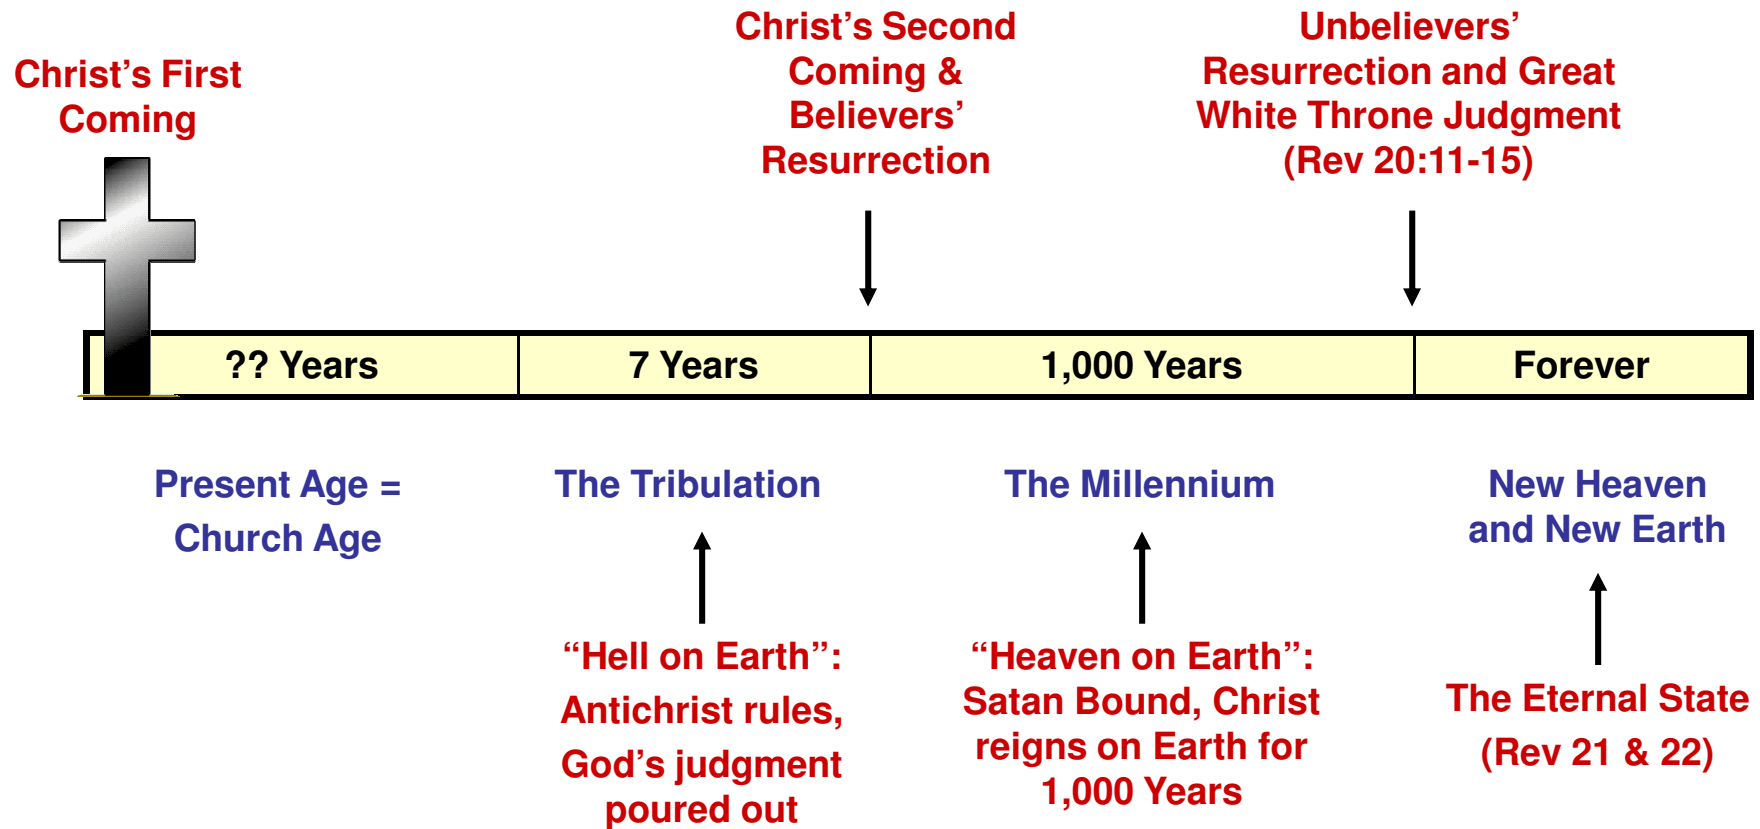 Christ’s First
Coming
Christ’s Second
Coming &
Believers’
Resurrection
Unbelievers’
Resurrection and Great
White Throne Judgment
(Rev 20:11-15)
?? Years
7 Years
1,000 Years
Forever
Present Age =
Church Age
The Tribulation
The Millennium
New Heaven
and New Earth
“Hell on Earth”:
Antichrist rules,
God’s judgment
poured out
“Heaven on Earth”:
Satan Bound, Christ
reigns on Earth for
1,000 Years
The Eternal State
(Rev 21 & 22)